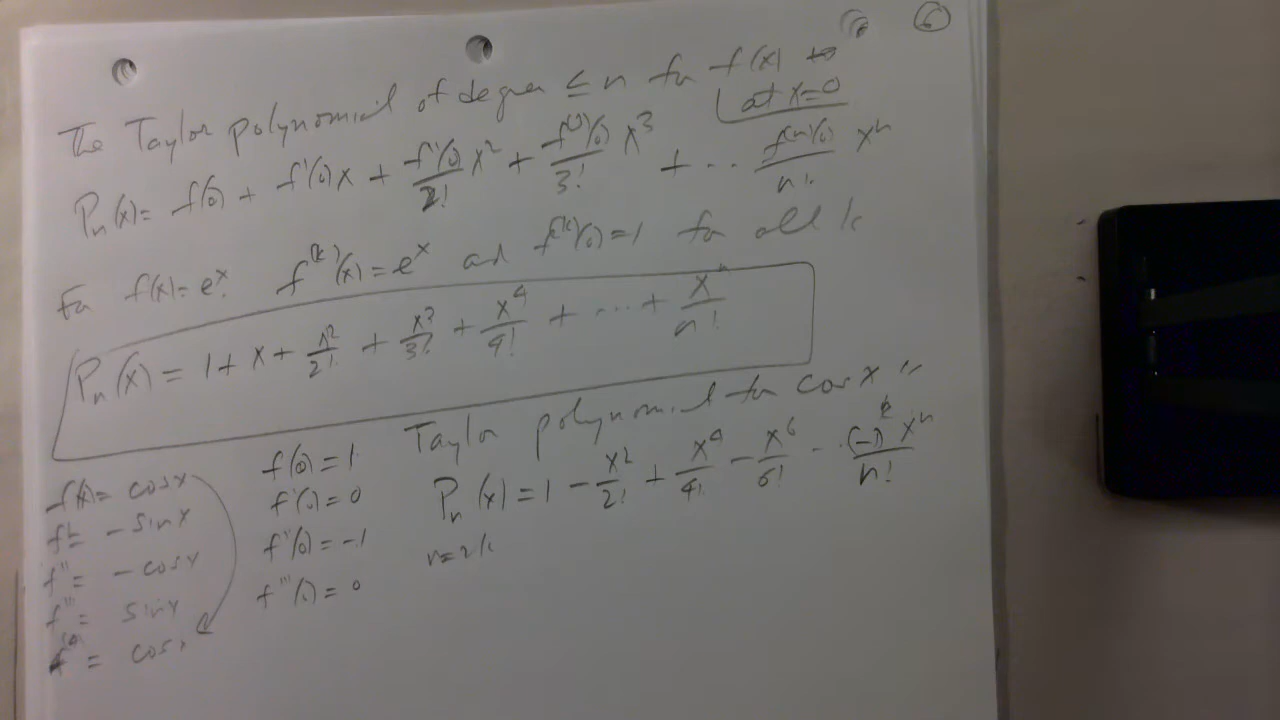 6
The Taylor polynomial of degree ≤ n for f(x)
at x=0
Pₙ(x) = f(0) + f'(0)x + f''(0)/2! x² + f⁽³⁾(0)/3! x³ + ... f⁽ⁿ⁾(0)/n! xⁿ
For f(x) = eˣ. f⁽ᵏ⁾(x) = eˣ and f⁽ᵏ⁾(0) = 1 for all k
Pₙ(x) = 1 + x + x²/2! + x³/3! + x⁴/4! + ... + xⁿ/n!
Taylor polynomial for cos x is
Pₙ(x) = 1 - x²/2! + x⁴/4! - x⁶/6! - .. (-1)ᵏ xⁿ/n!
n = 2k
f(x) = cos x
f' = - sin x
f'' = - cos x
f''' = sin x
f⁽⁴⁾ = cos x
f(0) = 1
f'(0) = 0
f''(0) = -1
f'''(0) = 0